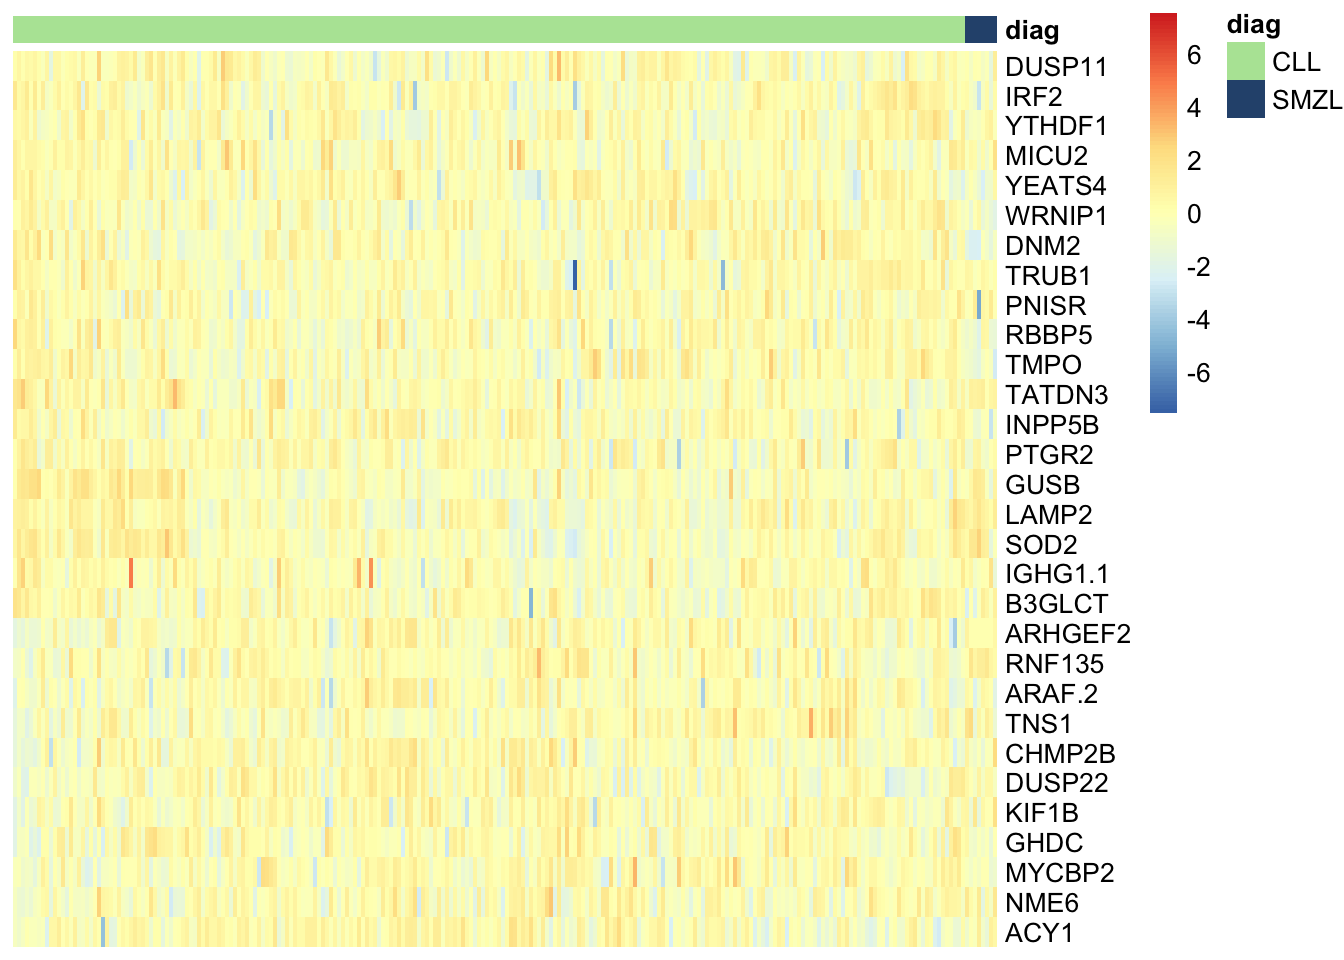 diag
DUSP11
IRF2
YTHDF1
MICU2
YEATS4
WRNIP1
DNM2
TRUB1
PNISR
RBBP5
TMPO
TATDN3
INPP5B
PTGR2
GUSB
LAMP2
SOD2
IGHG1.1
B3GLCT
ARHGEF2
RNF135
ARAF.2
TNS1
CHMP2B
DUSP22
KIF1B
GHDC
MYCBP2
NME6
ACY1
6
4
2
0
-2
-4
-6
diag
CLL
SMZL